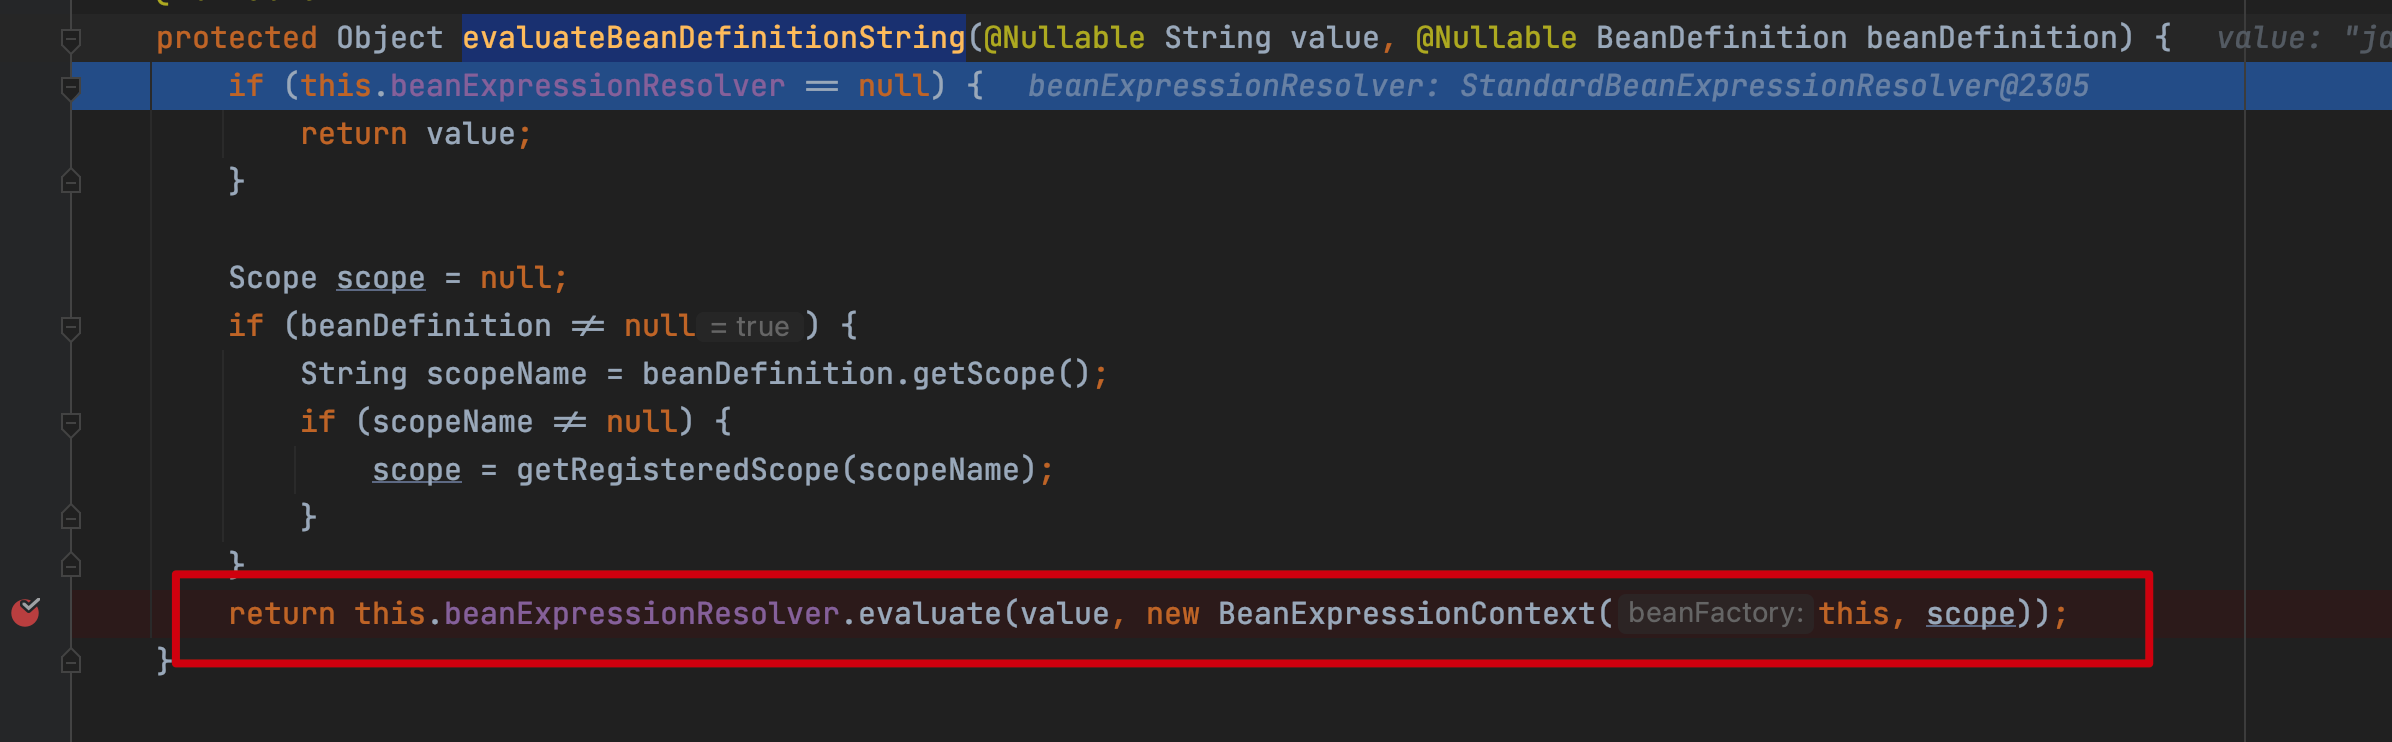 protected Object evaluateBeanDefinitionString(@Nullable String value, @Nullable BeanDefinition beanDefinition) { value: "ja
if (this.beanExpressionResolver == null) { beanExpressionResolver: StandardBeanExpressionResolver@2305
return value;
}
Scope scope = null;
if (beanDefinition != null = true ) {
String scopeName = beanDefinition.getScope();
if (scopeName != null) {
scope = getRegisteredScope(scopeName);
}
}
return this.beanExpressionResolver.evaluate(value, new BeanExpressionContext( beanFactory: this, scope));
}